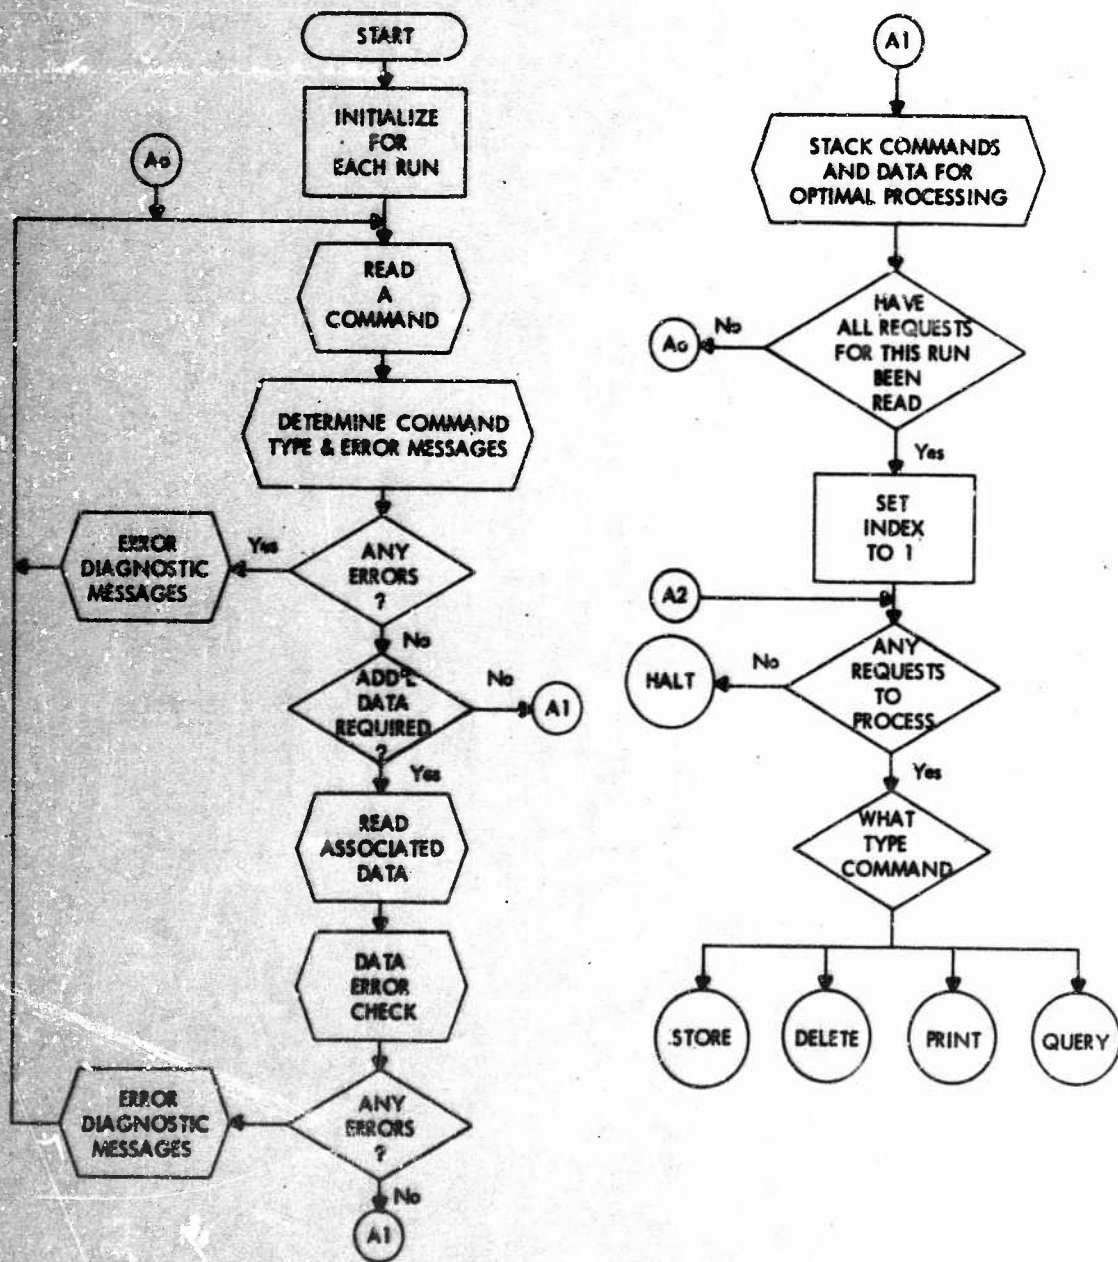 START
INITIALIZE
FOR
EACH RUN
Ao
READ
A
COMMAND
DETERMINE COMMAND
TYPE & ERROR MESSAGES
ANY
ERRORS
?
Yes
ERROR
DIAGNOSTIC
MESSAGES
No
ADD'L
DATA
REQUIRED
?
No
A1
Yes
READ
ASSOCIATED
DATA
DATA
ERROR
CHECK
ANY
ERRORS
?
ERROR
DIAGNOSTIC
MESSAGES
No
A1
A1
STACK COMMANDS
AND DATA FOR
OPTIMAL PROCESSING
HAVE
ALL REQUESTS
FOR THIS RUN
BEEN
READ
No
Ao
Yes
SET
INDEX
TO 1
A2
ANY
REQUESTS
TO
PROCESS
No
HALT
Yes
WHAT
TYPE
COMMAND
STORE
DELETE
PRINT
QUERY